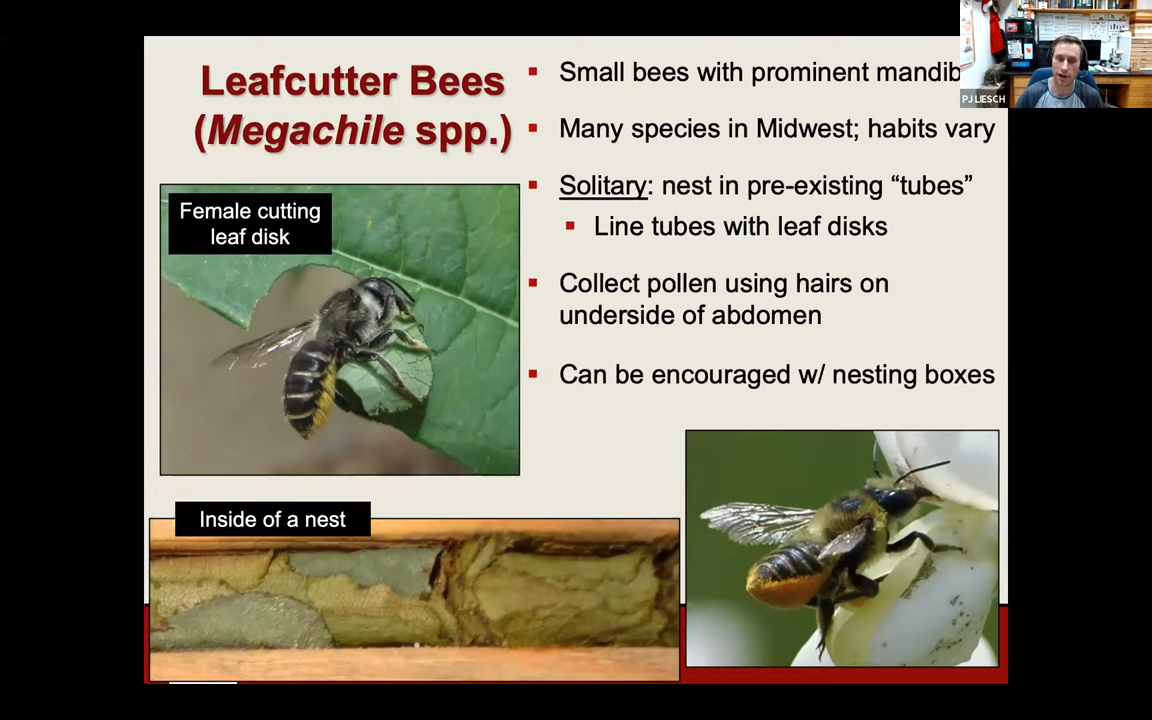 Leafcutter Bees
(Megachile spp.)
Small bees with prominent
Many species in Midwest; habits vary
Solitary: nest in pre-existing “tubes”
Line tubes with leaf disks
Collect pollen using hairs on
underside of abdomen
Can be encouraged w/ nesting boxes
Female cutting
leaf disk
Inside of a nest
PJ LIESCH